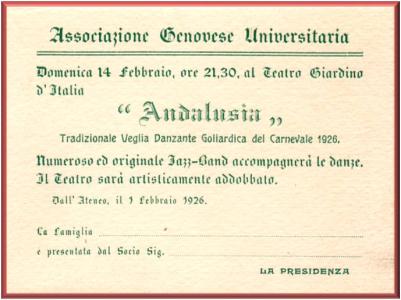 Associazione Genovese Universitaria
Domenica 14 Febbraio, ore 21,30, al Teatro Giardino
d'Italia
“ Andalusia „
Tradizionale Veglia Danzante Goliardica del Carnevale 1926.
Numeroso ed originale Jazz-Band accompagnerà le danze.
Il Teatro sarà artisticamente addobbato.
Dall' Ateneo, il 1 Febbraio 1926.
La Famiglia
e presentata dal Socio Sig.
LA PRESIDENZA